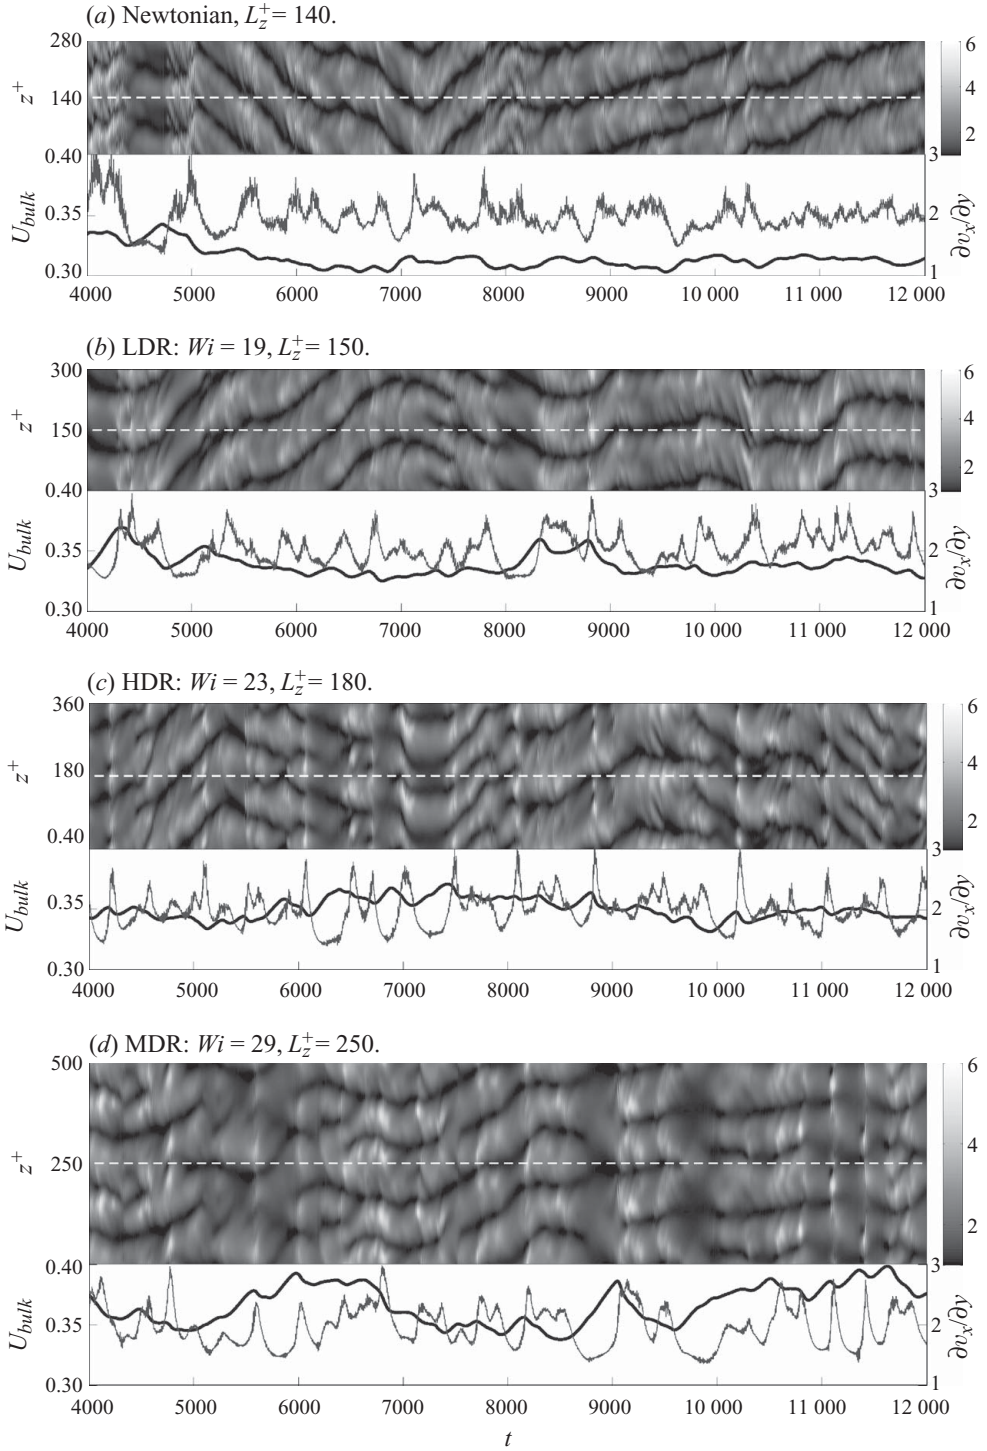 (a) Newtonian, L_z^+ = 140.
280
140
0.40
z^+
6
4
2
3
U_bulk
0.35
0.30
2
1
∂v_x/∂y
4000 5000 6000 7000 8000 9000 10 000 11 000 12 000
(b) LDR: Wi = 19, L_z^+ = 150.
300
150
0.40
z^+
6
4
2
3
U_bulk
0.35
0.30
2
1
∂v_x/∂y
4000 5000 6000 7000 8000 9000 10 000 11 000 12 000
(c) HDR: Wi = 23, L_z^+ = 180.
360
180
0.40
z^+
6
4
2
3
U_bulk
0.35
0.30
2
1
∂v_x/∂y
4000 5000 6000 7000 8000 9000 10 000 11 000 12 000
(d) MDR: Wi = 29, L_z^+ = 250.
500
250
0.40
z^+
6
4
2
3
U_bulk
0.35
0.30
2
1
∂v_x/∂y
4000 5000 6000 7000 8000 9000 10 000 11 000 12 000
t